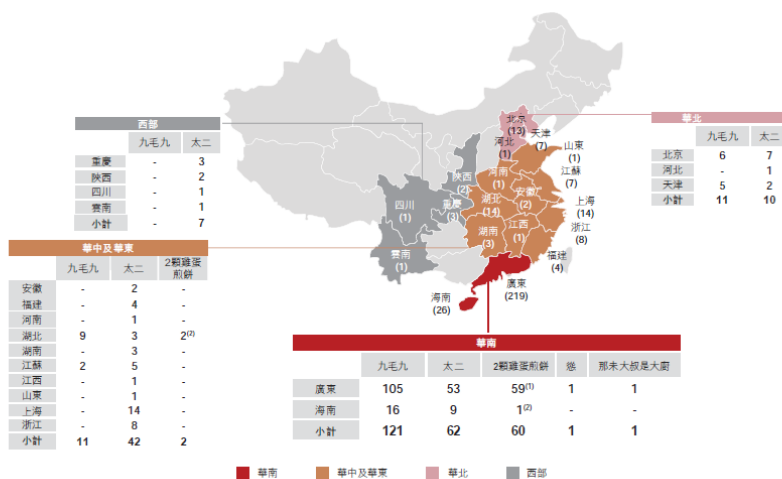 北京
(13)
天津
(7)
河北
(1)
山東
(1)
陝西
(2)
河南
(1)
江蘇
(7)
安徽
(2)
四川
(1)
重慶
(3)
湖北
(14)
上海
(14)
浙江
(8)
湖南
(3)
江西
(1)
雲南
(1)
福建
(4)
廣東
(219)
海南
(26)
西部
九毛九 太二
重慶 - 3
陝西 - 2
四川 - 1
雲南 - 1
小計 - 7
華北
九毛九 太二
北京 6 7
河北 - 1
天津 5 2
小計 11 10
華中及華東
九毛九 太二 2顆雞蛋煎餅
安徽 - 2 -
福建 - 4 -
河南 - 1 -
湖北 9 3 2(2)
湖南 - 3 -
江蘇 2 5 -
江西 - 1 -
山東 - 1 -
上海 - 14 -
浙江 - 8 -
小計 11 42 2
華南
九毛九 太二 2顆雞蛋煎餅 慫 那未大叔是大廚
廣東 105 53 59(1) 1 1
海南 16 9 1(2) - -
小計 121 62 60 1 1
華南 華中及華東 華北 西部